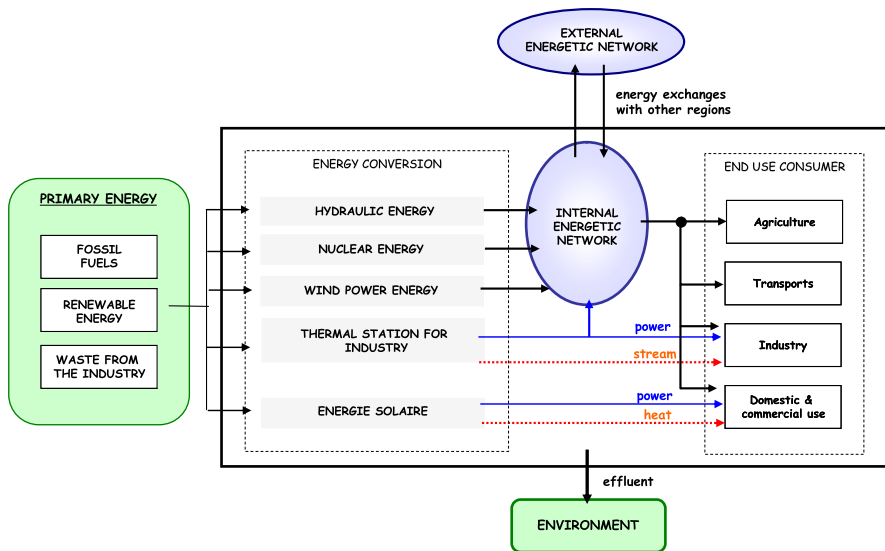 EXTERNAL
ENERGETIC NETWORK
energy exchanges
with other regions
ENERGY CONVERSION
END USE CONSUMER
PRIMARY ENERGY
FOSSIL
FUELS
RENEWABLE
ENERGY
WASTE FROM
THE INDUSTRY
HYDRAULIC ENERGY
NUCLEAR ENERGY
WIND POWER ENERGY
THERMAL STATION FOR
INDUSTRY
ENERGIE SOLAIRE
INTERNAL
ENERGETIC
NETWORK
power
stream
power
heat
Agriculture
Transports
Industry
Domestic &
commercial use
effluent
ENVIRONMENT